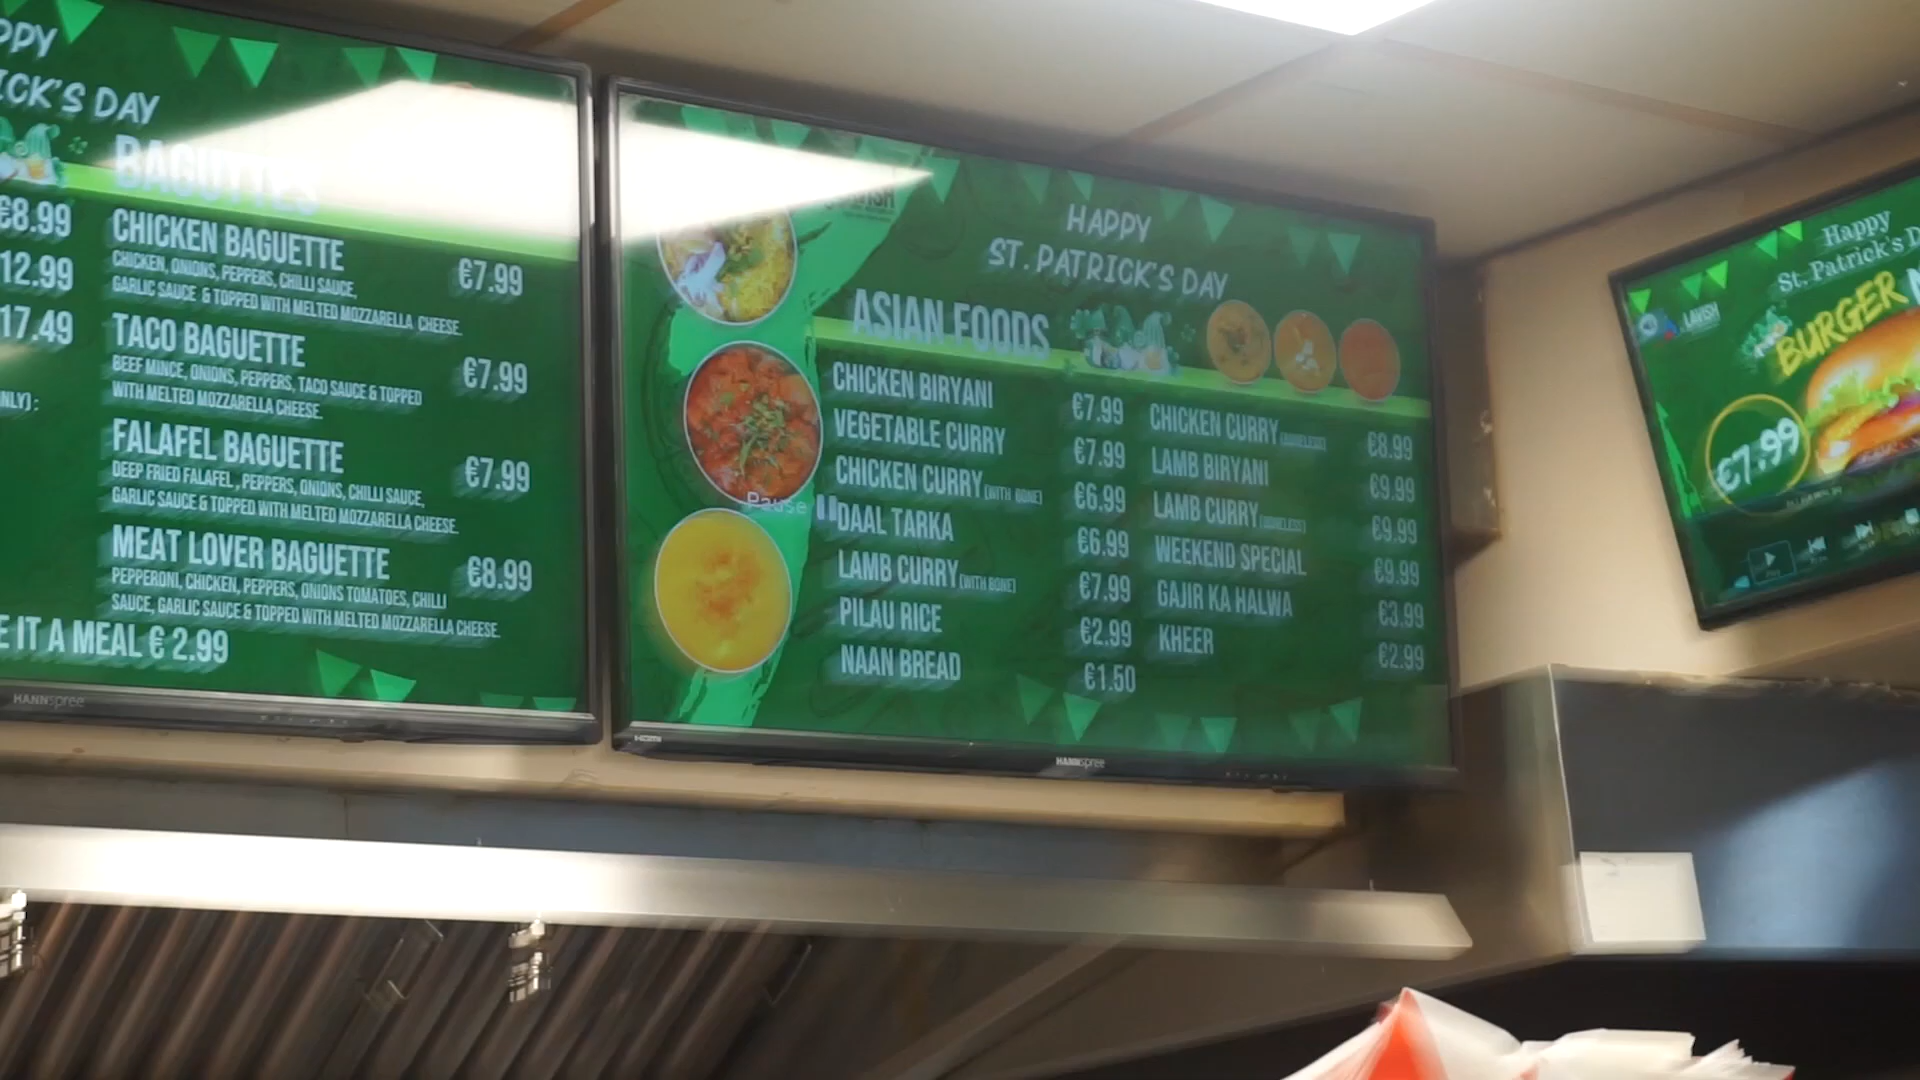 PPY
ICK'S DAY
BAGUTTES
€8.99
12.99
17.49
NLY):
CHICKEN BAGUETTE €7.99
CHICKEN, ONIONS, PEPPERS, CHILLI SAUCE,
GARLIC SAUCE & TOPPED WITH MELTED MOZZARELLA CHEESE.
TACO BAGUETTE €7.99
BEEF MINCE, ONIONS, PEPPERS, TACO SAUCE & TOPPED
WITH MELTED MOZZARELLA CHEESE.
FALAFEL BAGUETTE €7.99
DEEP FRIED FALAFEL, PEPPERS, ONIONS, CHILLI SAUCE,
GARLIC SAUCE & TOPPED WITH MELTED MOZZARELLA CHEESE.
MEAT LOVER BAGUETTE €8.99
PEPPERONI, CHICKEN, PEPPERS, ONIONS TOMATOES, CHILLI
SAUCE, GARLIC SAUCE & TOPPED WITH MELTED MOZZARELLA CHEESE.
E IT A MEAL € 2.99
HANNspree
HAPPY
ST. PATRICK'S DAY
ASIAN FOODS
CHICKEN BIRYANI €7.99
VEGETABLE CURRY €7.99
CHICKEN CURRY (WITH BONE) €6.99
DAAL TARKA €6.99
LAMB CURRY (WITH BONE) €7.99
PILAU RICE €2.99
NAAN BREAD €1.50
CHICKEN CURRY (BONELESS) €8.99
LAMB BIRYANI €9.99
LAMB CURRY (BONELESS) €9.99
WEEKEND SPECIAL €9.99
GAJIR KA HALWA €3.99
KHEER €2.99
Pause
HDMI
HANNspree
Happy
St. Patrick's D
LAVISH
BURGER
€7.99